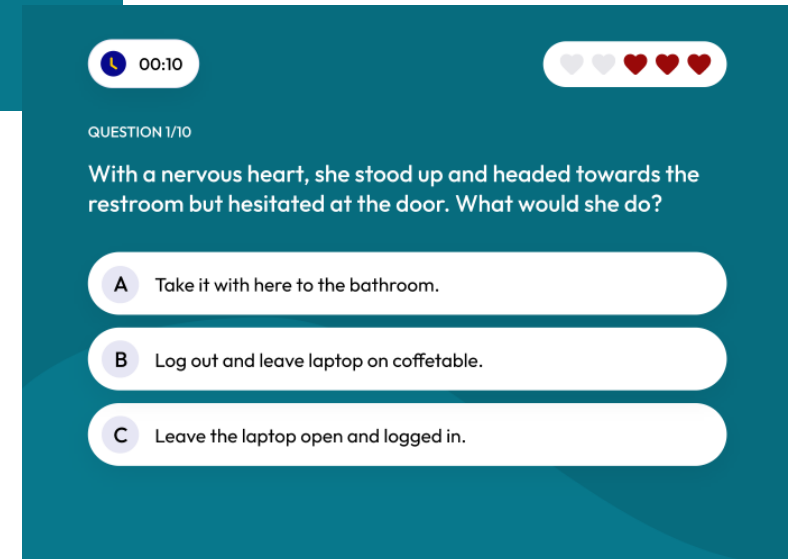 00:10
QUESTION 1/10
With a nervous heart, she stood up and headed towards the
restroom but hesitated at the door. What would she do?
A Take it with here to the bathroom.
B Log out and leave laptop on coffetable.
C Leave the laptop open and logged in.